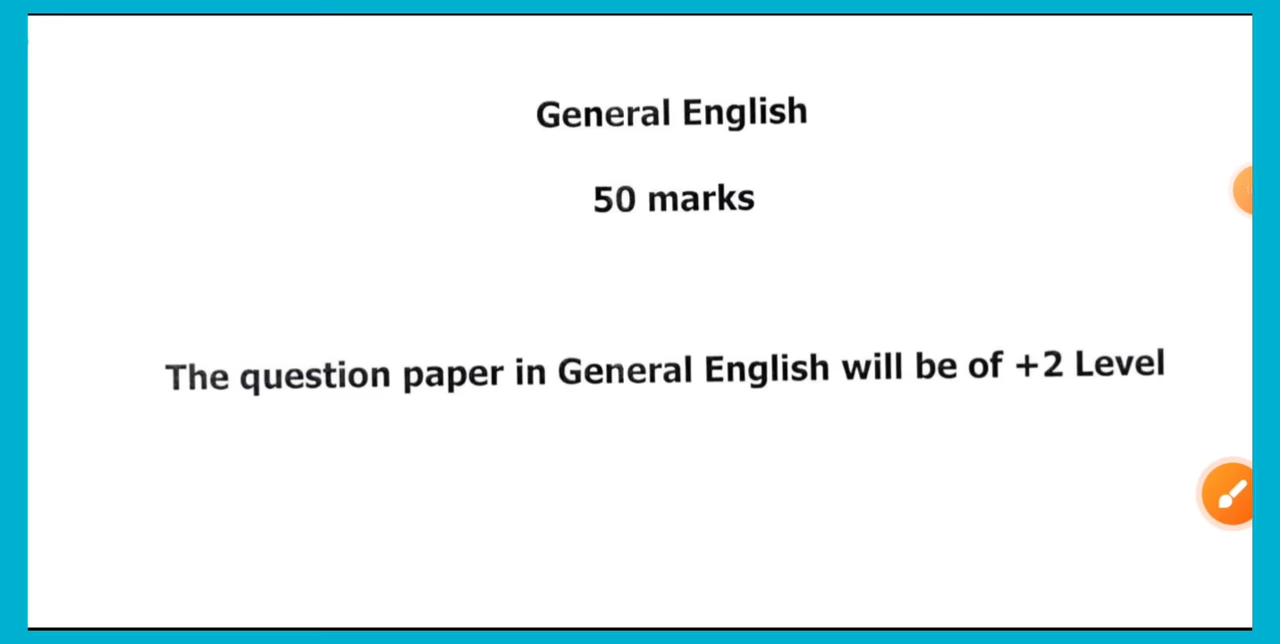 General English
50 marks
The question paper in General English will be of +2 Level